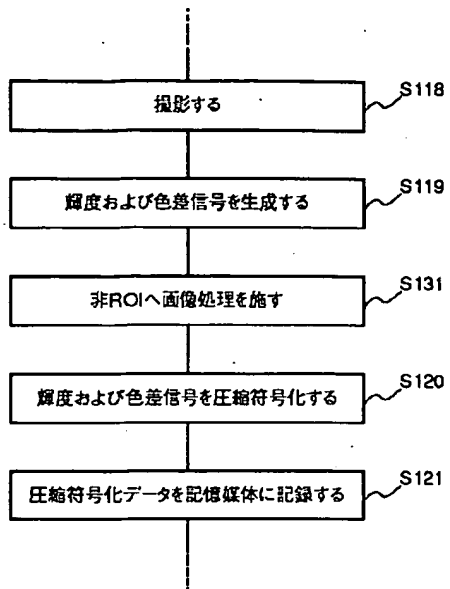 撮影する
S118
輝度および色差信号を生成する
S119
非ROIへ画像処理を施す
S131
輝度および色差信号を圧縮符号化する
S120
圧縮符号化データを記憶媒体に記録する
S121